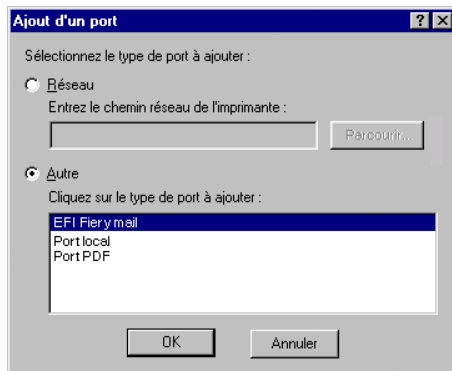 Ajout d'un port
Sélectionnez le type de port à ajouter :
Réseau
Entrez le chemin réseau de l'imprimante :
Parcourir...
Autre
Cliquez sur le type de port à ajouter :
EFI Fiery mail
Port local
Port PDF
OK Annuler